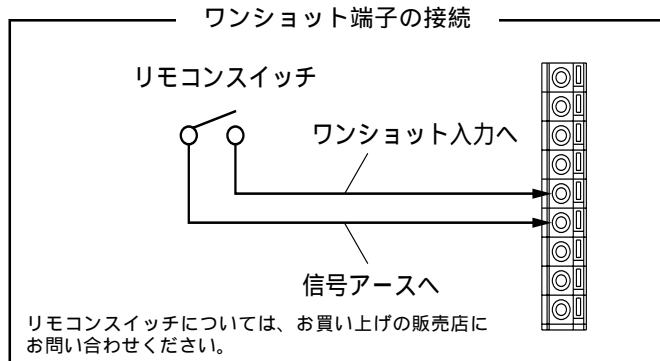 ワンショット端子の接続
リモコンスイッチ
ワンショット入力へ
信号アースへ
リモコンスイッチについては、お買い上げの販売店に
お問い合わせください。